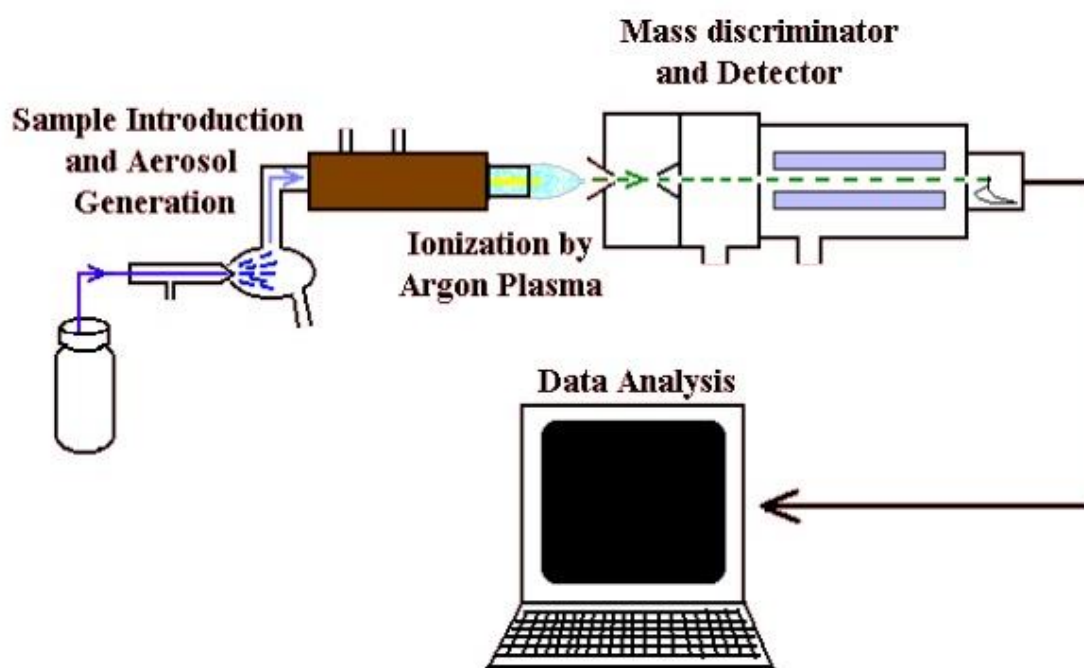 Mass discriminator
and Detector
Sample Introduction
and Aerosol
Generation
Ionization by
Argon Plasma
Data Analysis